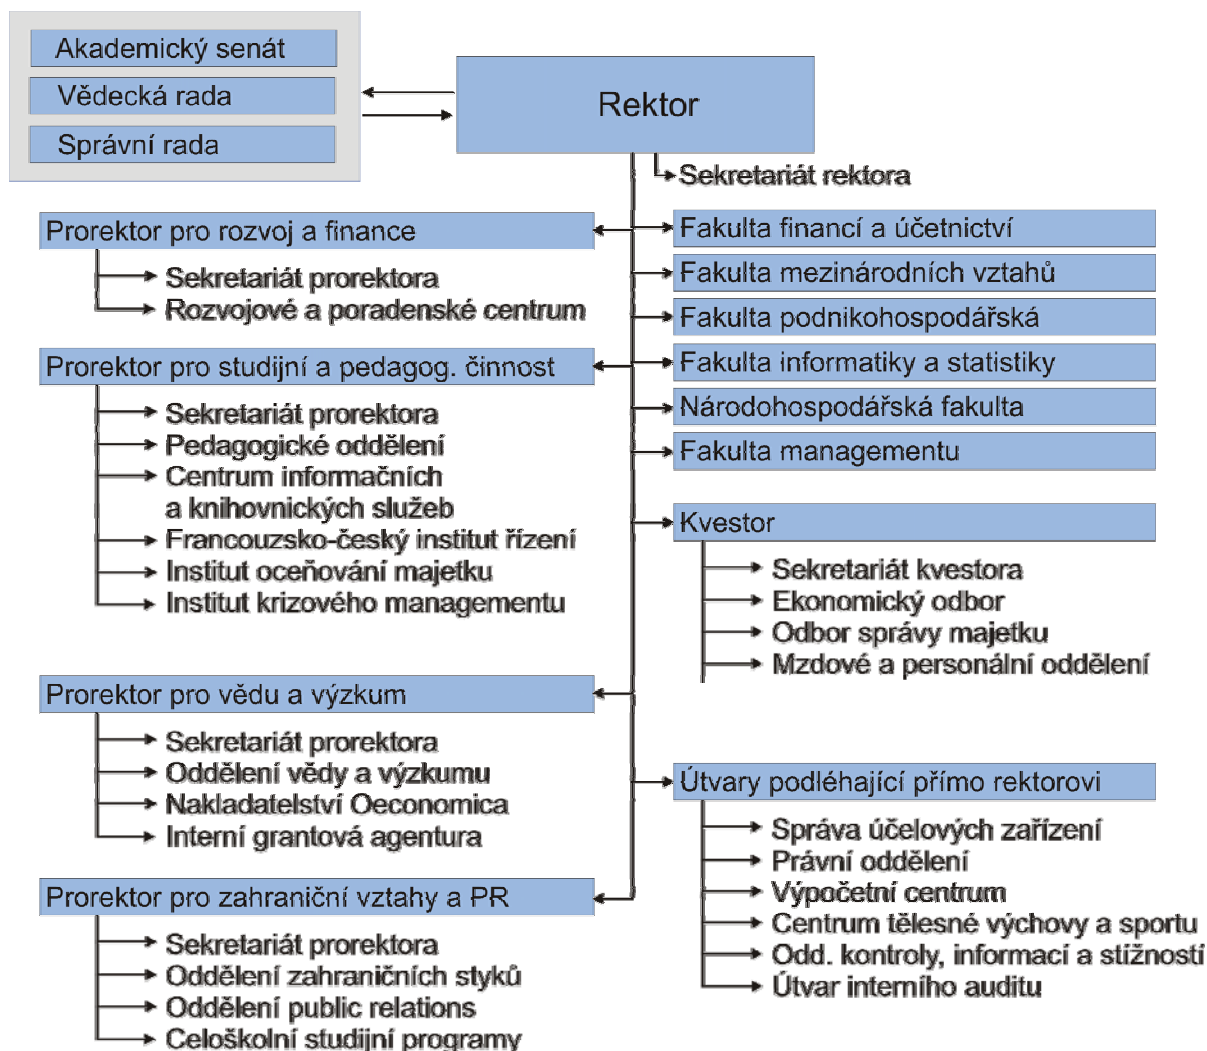 Akademický senát
Vědecká rada
Správní rada
Rektor
Sekretariát rektora
Prorektor pro rozvoj a finance
Sekretariát prorektora
Rozvojové a poradenské centrum
Prorektor pro studijní a pedagog. činnost
Sekretariát prorektora
Pedagogické oddělení
Centrum informačních
a knihovnických služeb
Francouzsko-český institut řízení
Institut oceňování majetku
Institut krizového managementu
Prorektor pro vědu a výzkum
Sekretariát prorektora
Oddělení vědy a výzkumu
Nakladatelství Oeconomica
Interní grantová agentura
Prorektor pro zahraniční vztahy a PR
Sekretariát prorektora
Oddělení zahraničních styků
Oddělení public relations
Celoškolní studijní programy
Fakulta financí a účetnictví
Fakulta mezinárodních vztahů
Fakulta podnikohospodářská
Fakulta informatiky a statistiky
Národohospodářská fakulta
Fakulta managementu
Kvestor
Sekretariát kvestora
Ekonomický odbor
Odbor správy majetku
Mzdové a personální oddělení
Útvary podléhající přímo rektorovi
Správa účelových zařízení
Právní oddělení
Výpočetní centrum
Centrum tělesné výchovy a sportu
Odd. kontroly, informací a stížností
Útvar interního auditu